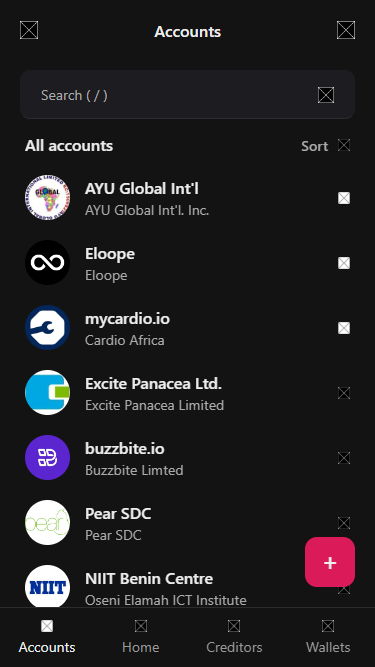 Accounts
Search ( / )
All accounts
Sort
GLOBAL
AYU Global Int'l
AYU Global Int'l. Inc.
Eloope
Eloope
mycardio.io
Cardio Africa
Excite Panacea Ltd.
Excite Panacea Limited
buzzbite.io
Buzzbite Limted
pear
Pear SDC
Pear SDC
+
NIIT
NIIT Benin Centre
Oseni Elamah ICT Institute
Accounts
Home
Creditors
Wallets